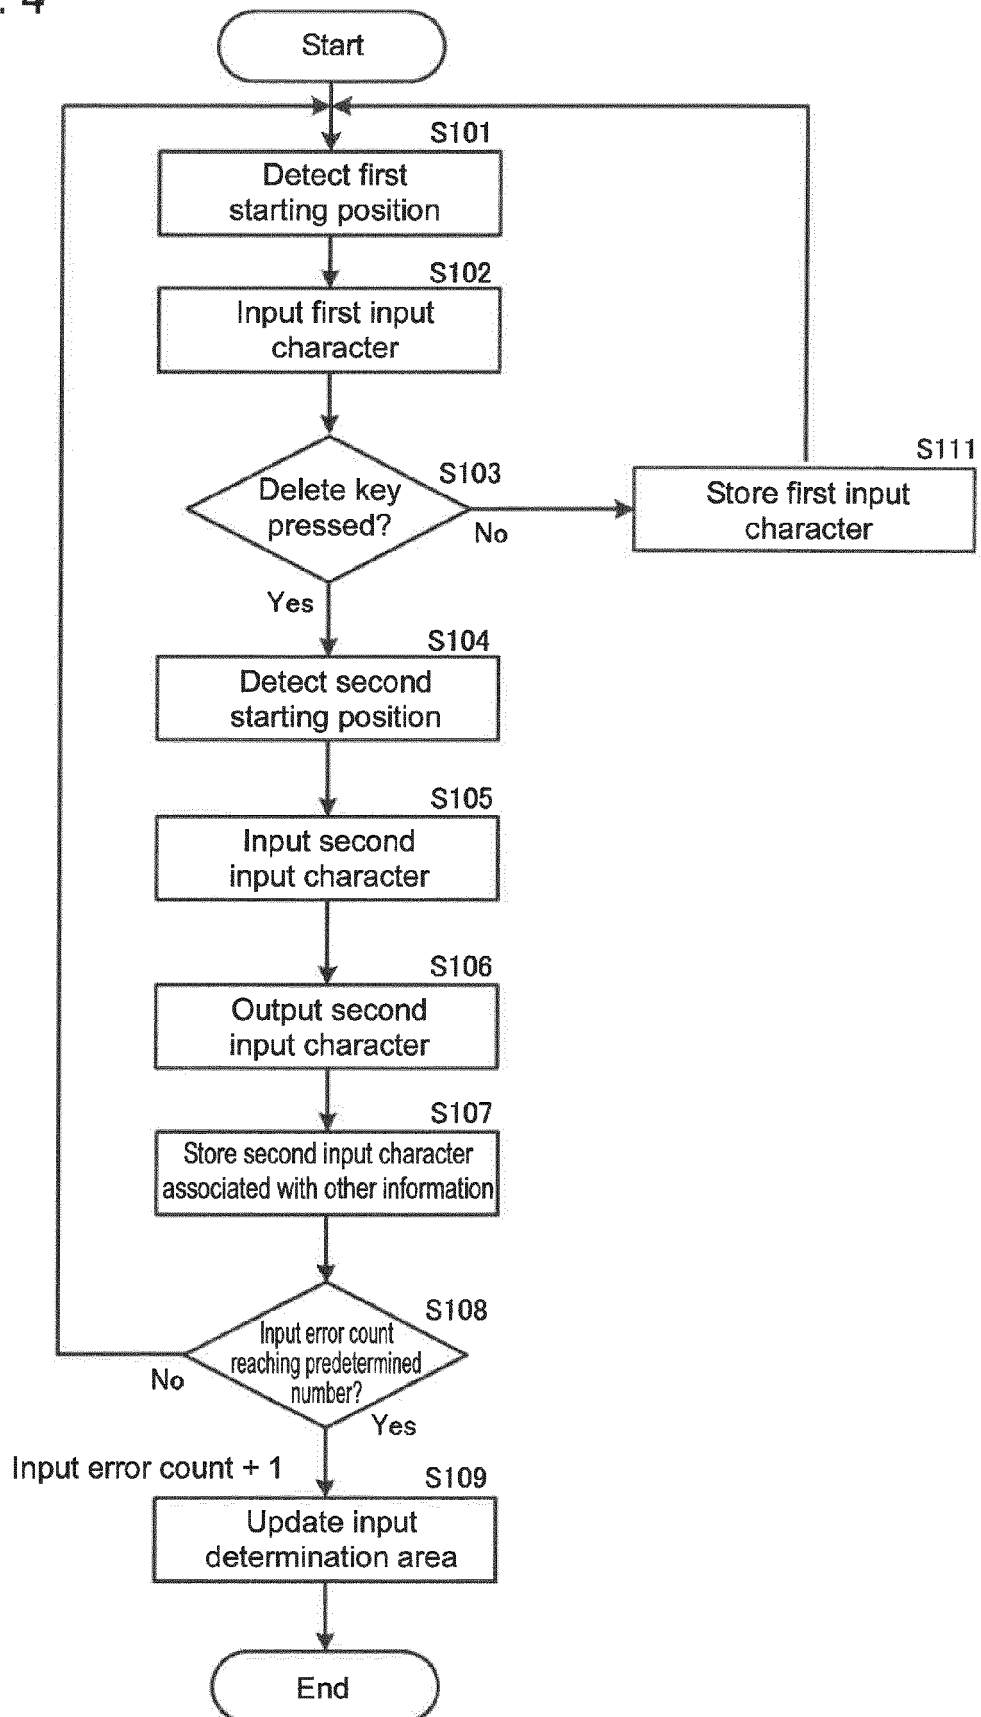 . 4
Start
S101
Detect first
starting position
S102
Input first input
character
S103
Delete key
pressed?
No
S111
Store first input
character
Yes
S104
Detect second
starting position
S105
Input second
input character
S106
Output second
input character
S107
Store second input character
associated with other information
S108
Input error count
reaching predetermined
number?
No
Yes
Input error count + 1
S109
Update input
determination area
End